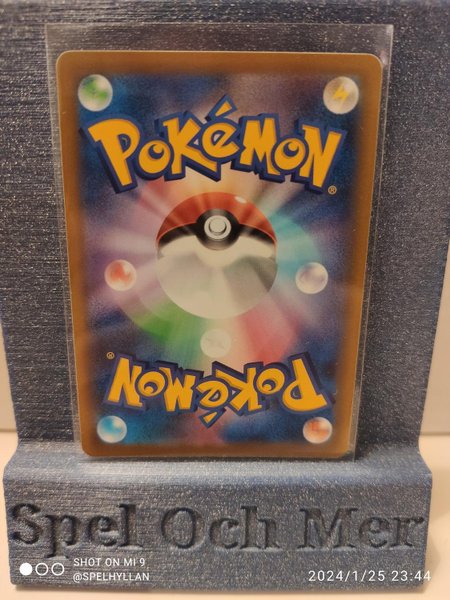 POKéMON
®
®
POKéMON
Spel Och Mer
SHOT ON MI 9
@SPELHYLLAN
2024/1/25 23:44